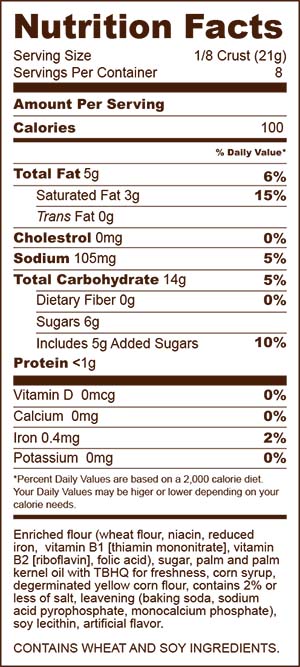 Nutrition Facts
Serving Size 1/8 Crust (21g)
Servings Per Container 8
Amount Per Serving
Calories 100
% Daily Value*
Total Fat 5g 6%
Saturated Fat 3g 15%
Trans Fat 0g
Cholestrol 0mg 0%
Sodium 105mg 5%
Total Carbohydrate 14g 5%
Dietary Fiber 0g 0%
Sugars 6g
Includes 5g Added Sugars 10%
Protein <1g
Vitamin D 0mcg 0%
Calcium 0mg 0%
Iron 0.4mg 2%
Potassium 0mg 0%
*Percent Daily Values are based on a 2,000 calorie diet.
Your Daily Values may be higer or lower depending on your
calorie needs.
Enriched flour (wheat flour, niacin, reduced
iron, vitamin B1 [thiamin mononitrate], vitamin
B2 [riboflavin], folic acid), sugar, palm and palm
kernel oil with TBHQ for freshness, corn syrup,
degerminated yellow corn flour, contains 2% or
less of salt, leavening (baking soda, sodium
acid pyrophosphate, monocalcium phosphate),
soy lecithin, artificial flavor.
CONTAINS WHEAT AND SOY INGREDIENTS.